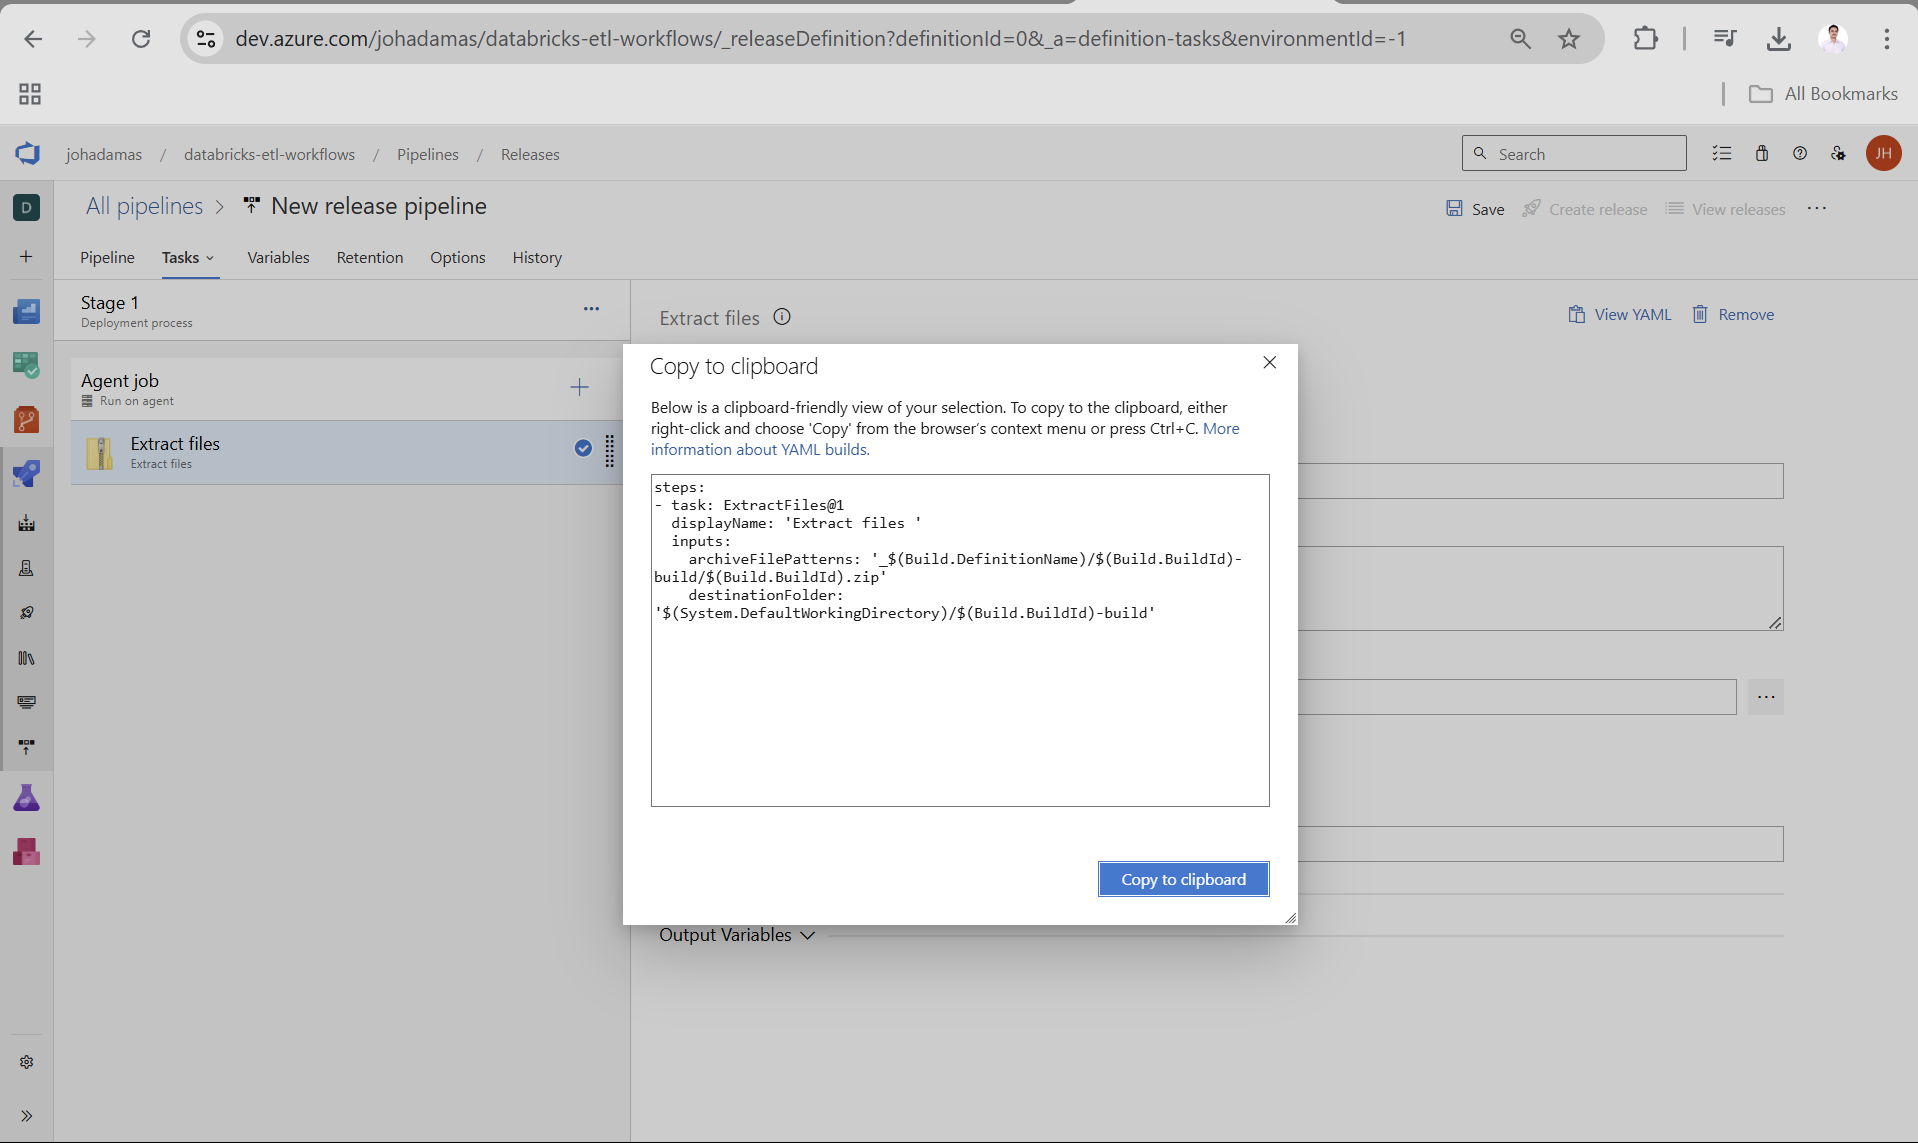 dev.azure.com/johadamas/databricks-etl-workflows/_releaseDefinition?definitionId=0&_a=definition-tasks&environmentId=-1
All Bookmarks
johadamas / databricks-etl-workflows / Pipelines / Releases
Search
JH
D
All pipelines > New release pipeline
Save
Create release
View releases
Pipeline
Tasks
Variables
Retention
Options
History
Stage 1
Deployment process
Extract files
View YAML
Remove
Agent job
Run on agent
Extract files
Extract files
Copy to clipboard
Below is a clipboard-friendly view of your selection. To copy to the clipboard, either
right-click and choose 'Copy' from the browser's context menu or press Ctrl+C. More
information about YAML builds.
steps:
- task: ExtractFiles@1
  displayName: 'Extract files '
  inputs:
    archiveFilePatterns: '_$(Build.DefinitionName)/$(Build.BuildId)-
build/$(Build.BuildId).zip'
    destinationFolder:
'$(System.DefaultWorkingDirectory)/$(Build.BuildId)-build'
Copy to clipboard
Output Variables